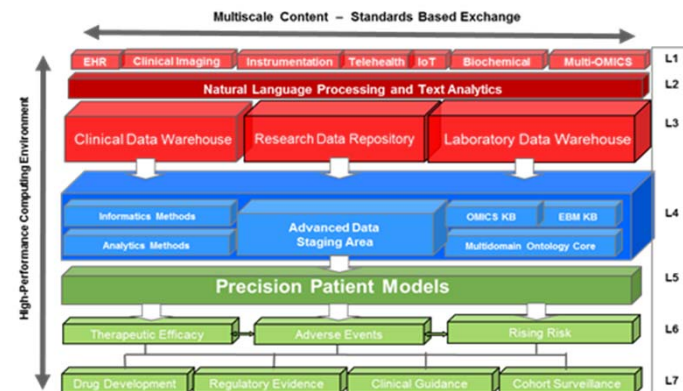 Multiscale Content – Standards Based Exchange
High-Performance Computing Environment
EHR Clinical Imaging Instrumentation Telehealth IoT Biochemical Multi-OMICS L1
Natural Language Processing and Text Analytics L2
Clinical Data Warehouse Research Data Repository Laboratory Data Warehouse L3
Informatics Methods
Analytics Methods
Advanced Data
Staging Area
OMICS KB EBM KB L4
Multidomain Ontology Core
Precision Patient Models L5
Therapeutic Efficacy Adverse Events Rising Risk L6
Drug Development Regulatory Evidence Clinical Guidance Cohort Surveillance L7